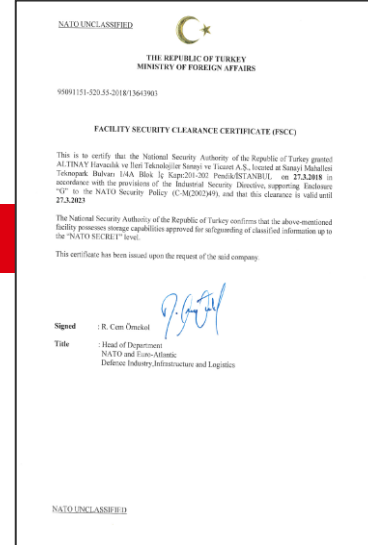 NATO UNCLASSIFIED
THE REPUBLIC OF TURKEY
MINISTRY OF FOREIGN AFFAIRS
95091151-520.55-2018/13643903
FACILITY SECURITY CLEARANCE CERTIFICATE (FSCC)
This is to certify that the National Security Authority of the Republic of Turkey granted
ALTINAY Havacılık ve İleri Teknolojiler Sanayi ve Ticaret A.Ş., located at Sanayi Mahallesi
Teknopark Bulvarı 1/4A Blok İç Kapı:201-202 Pendik/İSTANBUL on 27.3.2018 in
accordance with the provisions of the Industrial Security Directive, supporting Enclosure
"G" to the NATO Security Policy (C-M(2002)49), and that this clearance is valid until
27.3.2023
The National Security Authority of the Republic of Turkey confirms that the above-mentioned
facility possesses storage capabilities approved for safeguarding of classified information up to
the "NATO SECRET" level.
This certificate has been issued upon the request of the said company.
Signed : R. Cem Ömekol
Title : Head of Department
NATO and Euro-Atlantic
Defence Industry,Infrastructure and Logistics
NATO UNCLASSIFIED